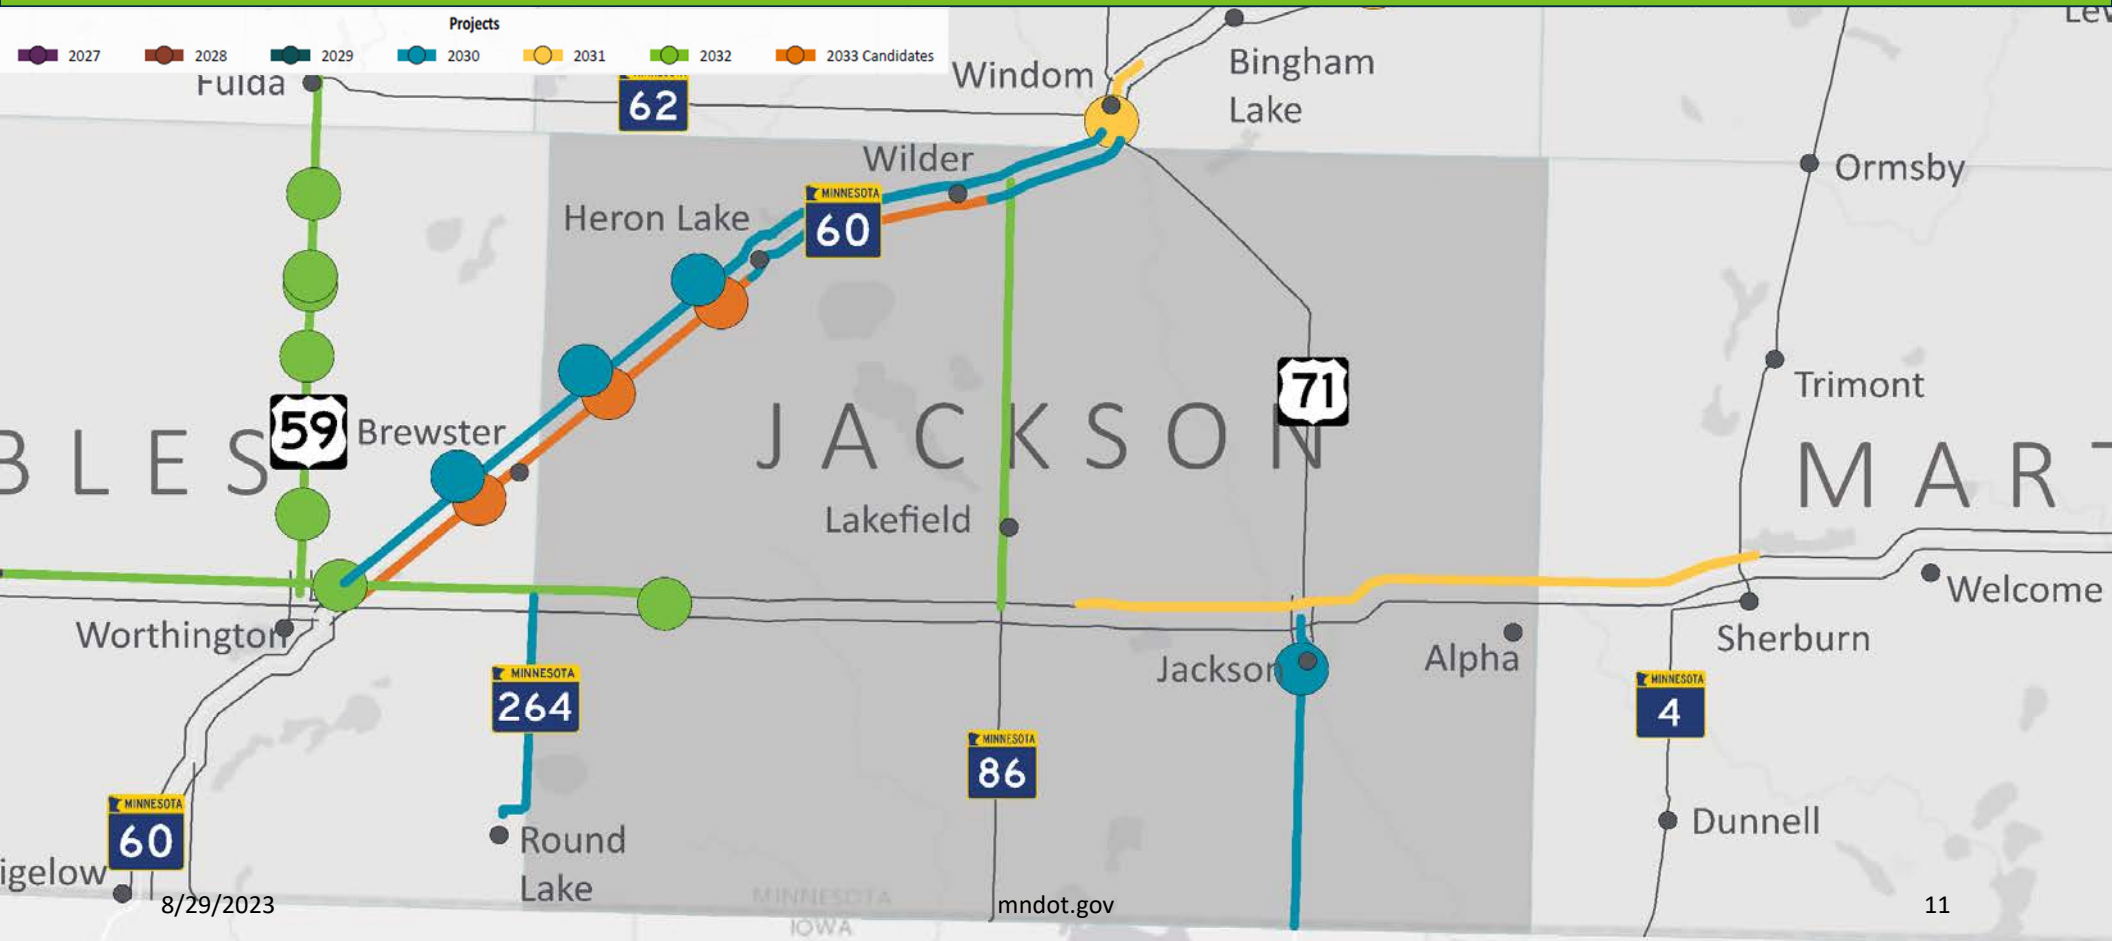 Projects
2027
2028
2029
2030
2031
2032
2033 Candidates
Lev
Fulda
MINNESOTA
62
Windom
Bingham
Lake
Wilder
Ormsby
Heron Lake
MINNESOTA
60
Trimont
71
59
Brewster
BLES
JACKSON
MART
Lakefield
Worthington
Welcome
Sherburn
Jackson
Alpha
MINNESOTA
264
MINNESOTA
4
MINNESOTA
86
MINNESOTA
60
Round
Lake
Dunnell
igelow
8/29/2023
MINNESOTA
IOWA
mndot.gov
11